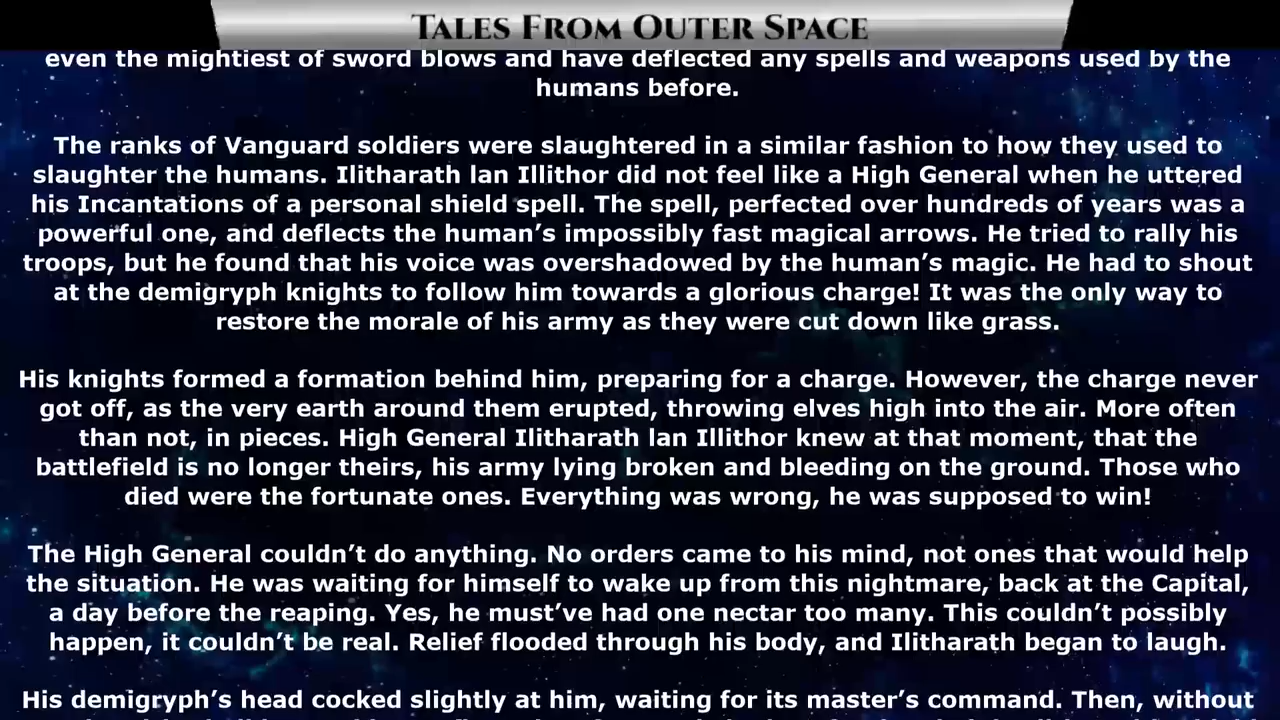 Tales From Outer Space
even the mightiest of sword blows and have deflected any spells and weapons used by the
humans before.
The ranks of Vanguard soldiers were slaughtered in a similar fashion to how they used to
slaughter the humans. Ilitharath lan Illithor did not feel like a High General when he uttered
his Incantations of a personal shield spell. The spell, perfected over hundreds of years was a
powerful one, and deflects the human’s impossibly fast magical arrows. He tried to rally his
troops, but he found that his voice was overshadowed by the human’s magic. He had to shout
at the demigryph knights to follow him towards a glorious charge! It was the only way to
restore the morale of his army as they were cut down like grass.
His knights formed a formation behind him, preparing for a charge. However, the charge never
got off, as the very earth around them erupted, throwing elves high into the air. More often
than not, in pieces. High General Ilitharath lan Illithor knew at that moment, that the
battlefield is no longer theirs, his army lying broken and bleeding on the ground. Those who
died were the fortunate ones. Everything was wrong, he was supposed to win!
The High General couldn’t do anything. No orders came to his mind, not ones that would help
the situation. He was waiting for himself to wake up from this nightmare, back at the Capital,
a day before the reaping. Yes, he must’ve had one nectar too many. This couldn’t possibly
happen, it couldn’t be real. Relief flooded through his body, and Ilitharath began to laugh.
His demigryph’s head cocked slightly at him, waiting for its master’s command. Then, without